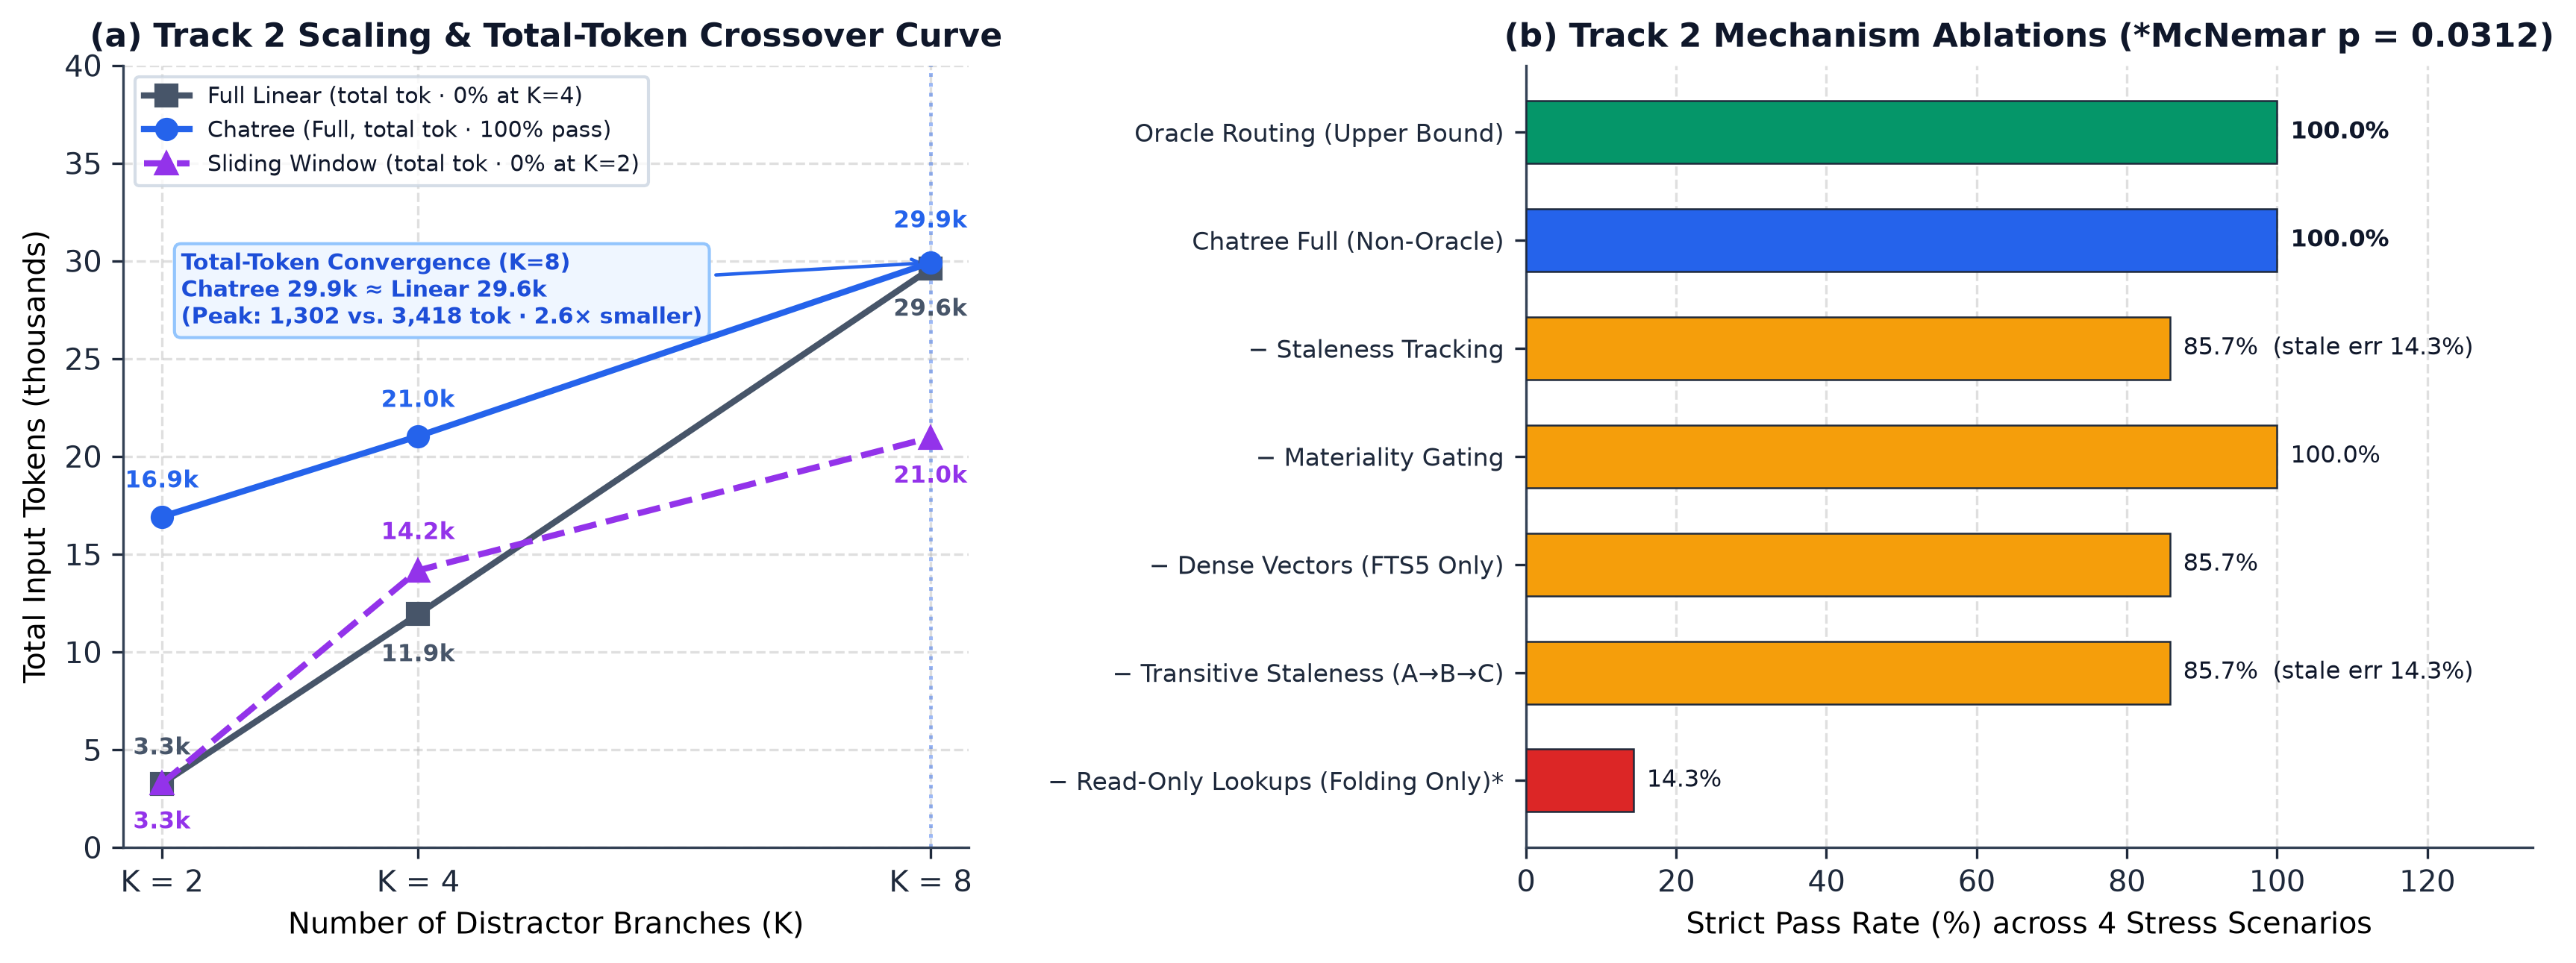 (a) Track 2 Scaling & Total-Token Crossover Curve
Total Input Tokens (thousands)
40
35
30
25
20
15
10
5
0
Full Linear (total tok · 0% at K=4)
Chatree (Full, total tok · 100% pass)
Sliding Window (total tok · 0% at K=2)
29.9k
Total-Token Convergence (K=8)
Chatree 29.9k ≈ Linear 29.6k
(Peak: 1,302 vs. 3,418 tok · 2.6× smaller)
29.6k
21.0k
16.9k
21.0k
14.2k
11.9k
3.3k
3.3k
K = 2
K = 4
K = 8
Number of Distractor Branches (K)
(b) Track 2 Mechanism Ablations (*McNemar p = 0.0312)
Oracle Routing (Upper Bound)
100.0%
Chatree Full (Non-Oracle)
100.0%
− Staleness Tracking
85.7% (stale err 14.3%)
− Materiality Gating
100.0%
− Dense Vectors (FTS5 Only)
85.7%
− Transitive Staleness (A→B→C)
85.7% (stale err 14.3%)
− Read-Only Lookups (Folding Only)*
14.3%
0
20
40
60
80
100
120
Strict Pass Rate (%) across 4 Stress Scenarios